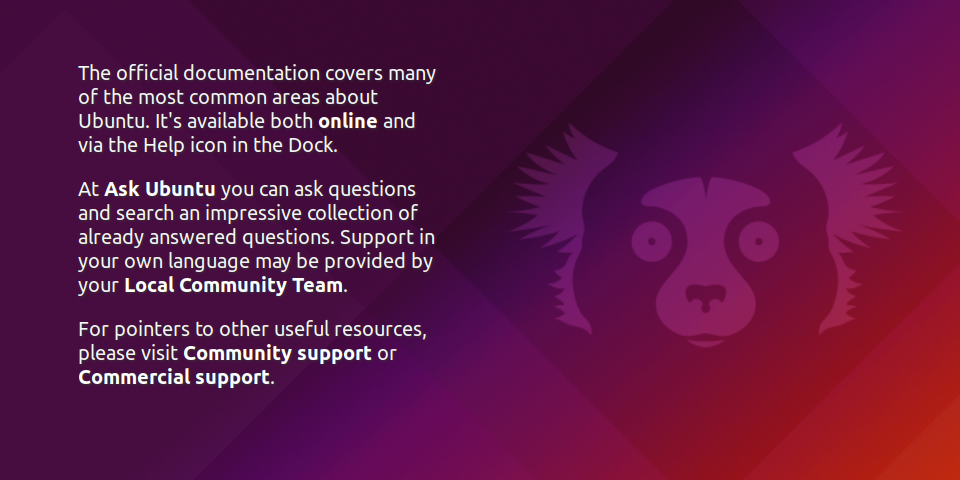 The official documentation covers many
of the most common areas about
Ubuntu. It's available both online and
via the Help icon in the Dock.
At Ask Ubuntu you can ask questions
and search an impressive collection of
already answered questions. Support in
your own language may be provided by
your Local Community Team.
For pointers to other useful resources,
please visit Community support or
Commercial support.